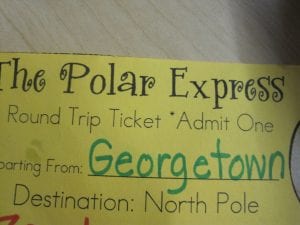 The Polar Express
Round Trip Ticket *Admit One
parting From: Georgetown
Destination: North Pole